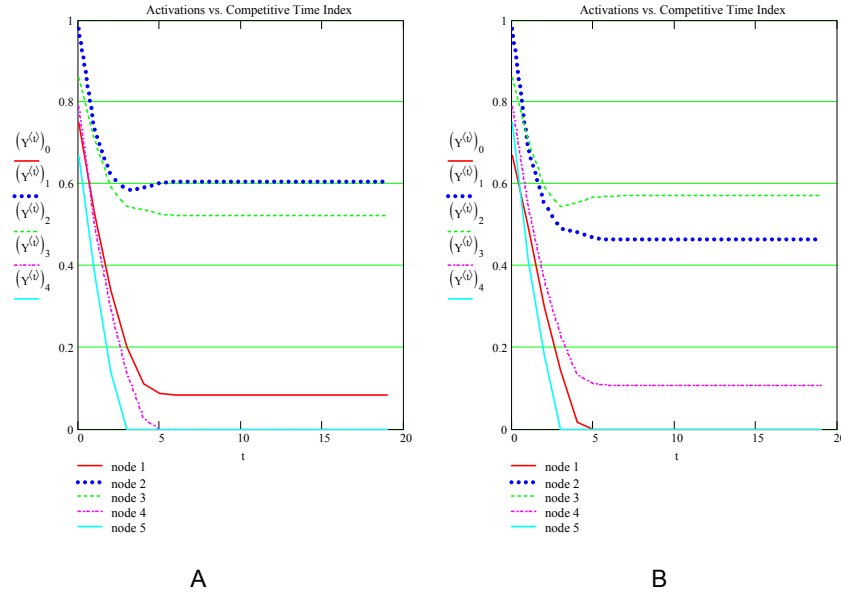 Activations vs. Competitive Time Index
1
0.8
0.6
0.4
0.2
0
0
5
10
15
20
t
(Y⟨t⟩)0
(Y⟨t⟩)1
(Y⟨t⟩)2
(Y⟨t⟩)3
(Y⟨t⟩)4
node 1
node 2
node 3
node 4
node 5
A
Activations vs. Competitive Time Index
1
0.8
0.6
0.4
0.2
0
0
5
10
15
20
t
(Y⟨t⟩)0
(Y⟨t⟩)1
(Y⟨t⟩)2
(Y⟨t⟩)3
(Y⟨t⟩)4
node 1
node 2
node 3
node 4
node 5
B